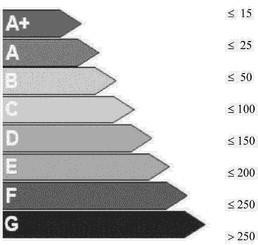 A+ ≤ 15
A ≤ 25
B ≤ 50
C ≤ 100
D ≤ 150
E ≤ 200
F ≤ 250
G > 250